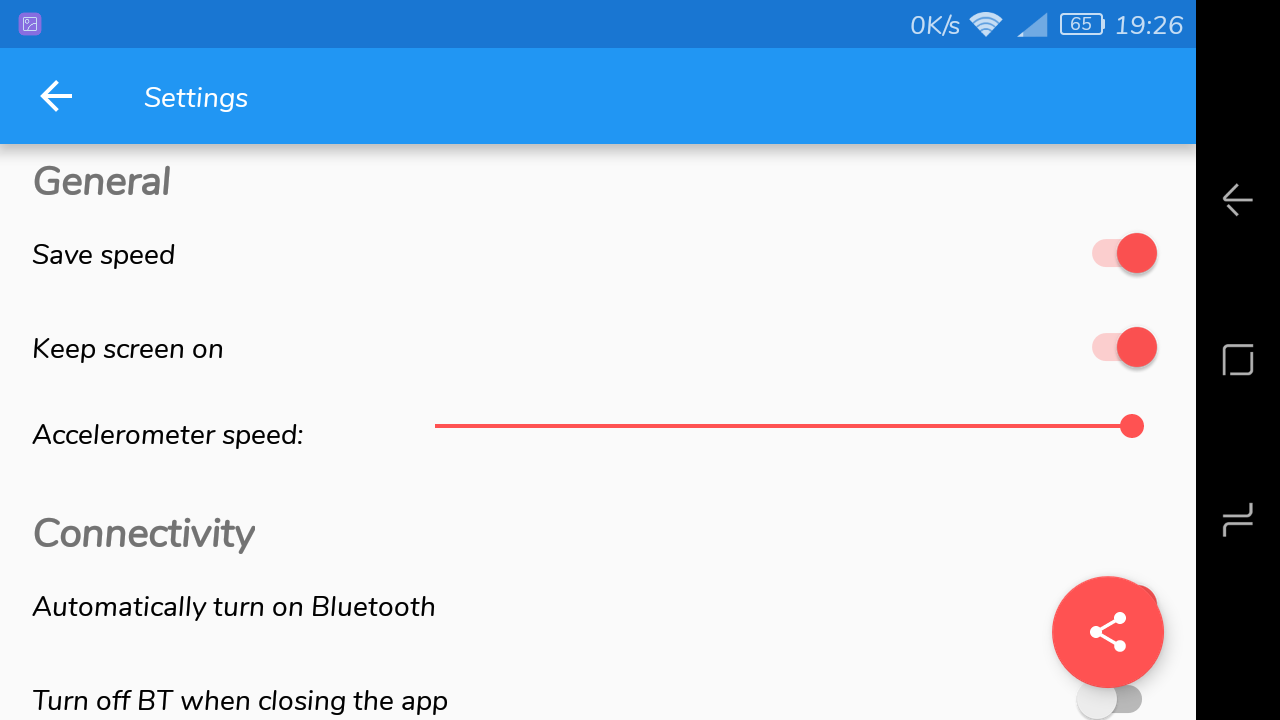 0K/s 65 19:26
Settings
General
Save speed
Keep screen on
Accelerometer speed:
Connectivity
Automatically turn on Bluetooth
Turn off BT when closing the app